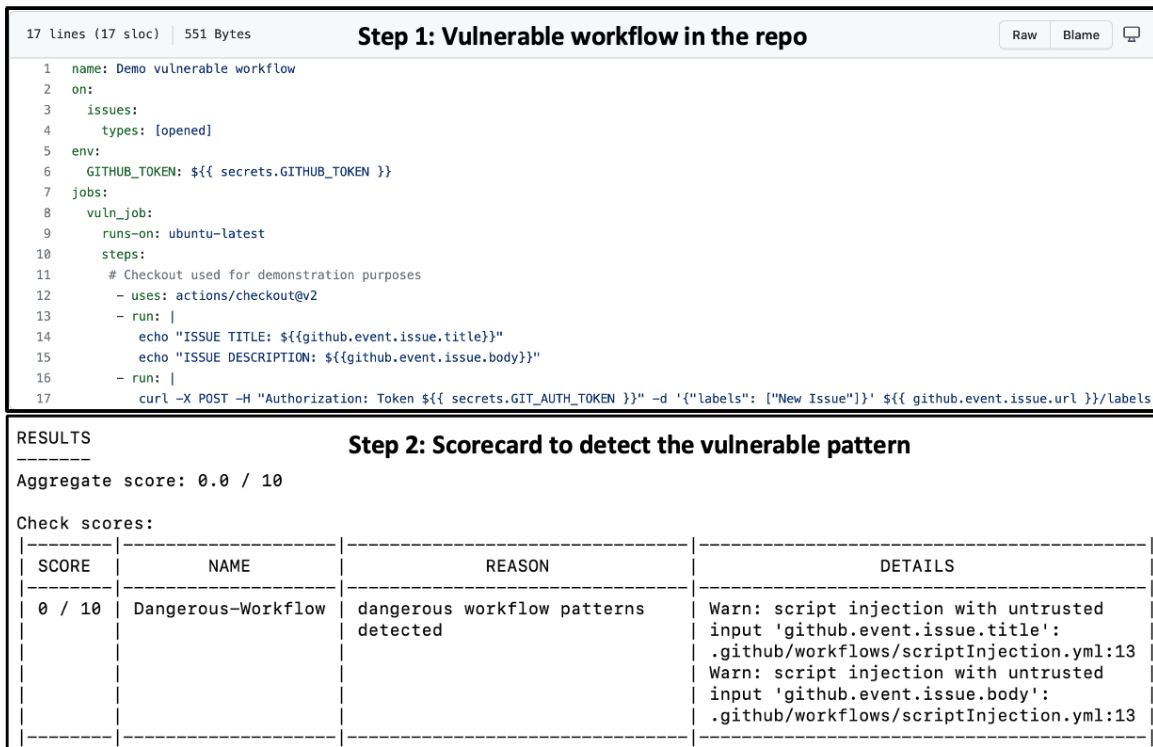 17 lines (17 sloc) 551 Bytes Step 1: Vulnerable workflow in the repo Raw Blame
1 name: Demo vulnerable workflow
2 on:
3   issues:
4     types: [opened]
5 env:
6   GITHUB_TOKEN: ${{ secrets.GITHUB_TOKEN }}
7 jobs:
8   vuln_job:
9     runs-on: ubuntu-latest
10     steps:
11      # Checkout used for demonstration purposes
12       - uses: actions/checkout@v2
13       - run: |
14          echo "ISSUE TITLE: ${{github.event.issue.title}}"
15          echo "ISSUE DESCRIPTION: ${{github.event.issue.body}}"
16       - run: |
17          curl -X POST -H "Authorization: Token ${{ secrets.GIT_AUTH_TOKEN }}" -d '{"labels": ["New Issue"]}' ${{ github.event.issue.url }}/labels
RESULTS Step 2: Scorecard to detect the vulnerable pattern
-------
Aggregate score: 0.0 / 10
Check scores:
| SCORE | NAME | REASON | DETAILS |
| 0 / 10 | Dangerous-Workflow | dangerous workflow patterns | Warn: script injection with untrusted |
| | | detected | input 'github.event.issue.title': |
| | | | .github/workflows/scriptInjection.yml:13 |
| | | | Warn: script injection with untrusted |
| | | | input 'github.event.issue.body': |
| | | | .github/workflows/scriptInjection.yml:13 |